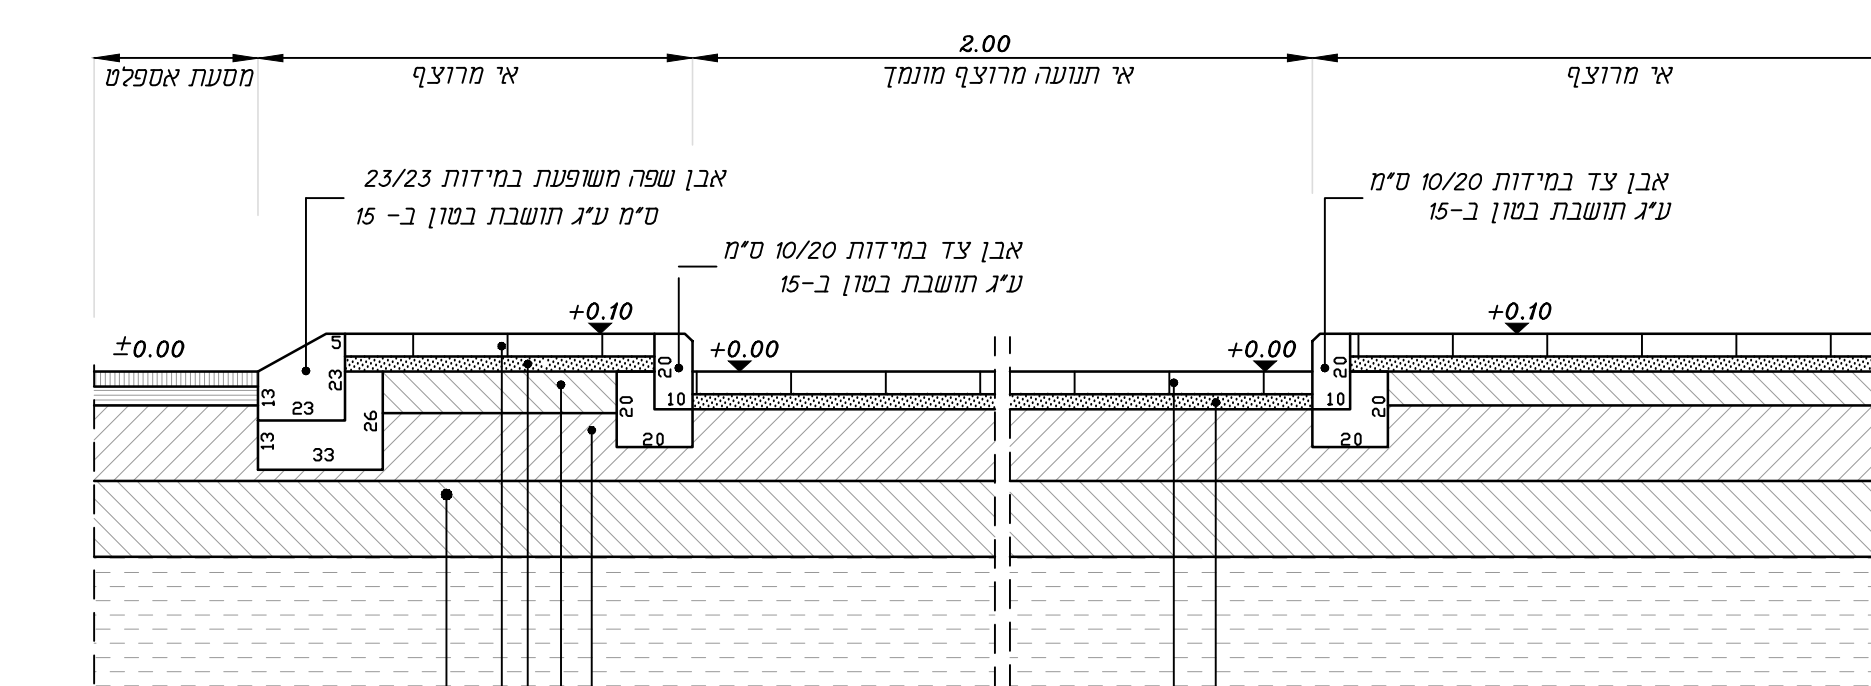 2.00
מסעת אספלט
אי מרוצף
אי תנועה מרוצף מונמך
אי מרוצף
אבן שפה משופעת במידות 23/23
ס"מ ע"ג תושבת בטון ב- 15
אבן צד במידות 10/20 ס"מ
ע"ג תושבת בטון ב-15
אבן צד במידות 10/20 ס"מ
ע"ג תושבת בטון ב-15
±0.00
+0.10
+0.00
+0.00
+0.10
5
23
13
23
26
13
33
20
10
20
20
20
10
20
20